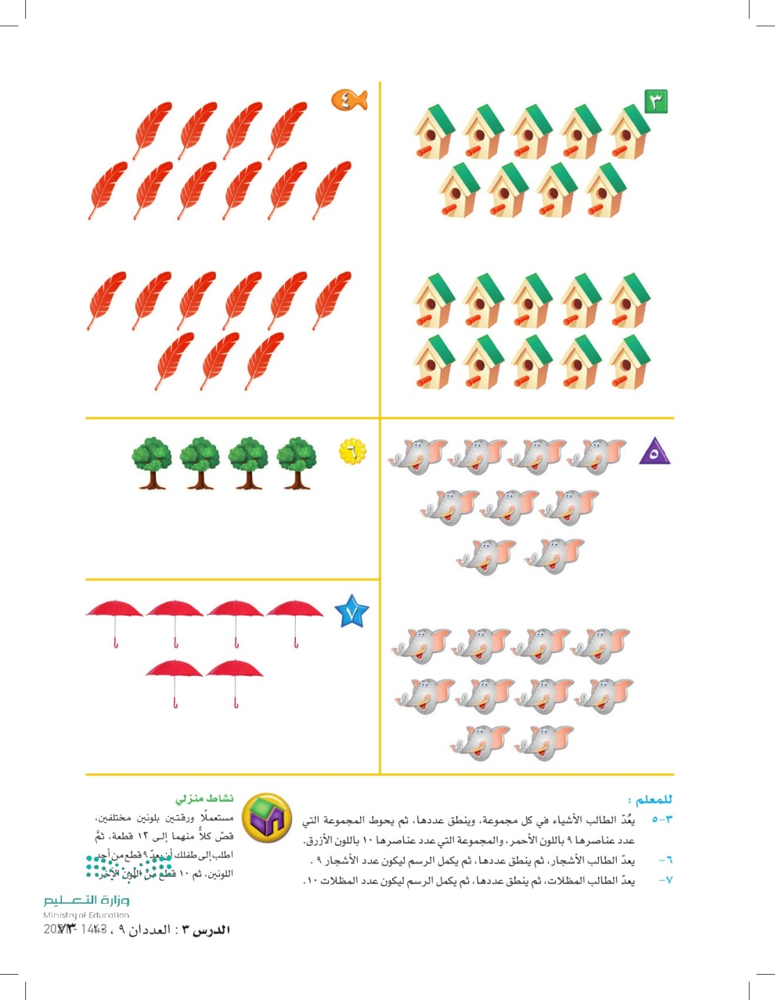 ٣
٤
٥
٦
٧
للمعلم :
٣-٥ يعُدّ الطالب الأشياء في كل مجموعة، وينطق عددها، ثم يحوط المجموعة التي
عدد عناصرها ٩ باللون الأحمر، والمجموعة التي عدد عناصرها ١٠ باللون الأزرق.
٦- يعدّ الطالب الأشجار، ثم ينطق عددها، ثم يكمل الرسم ليكون عدد الأشجار ٩ .
٧- يعدّ الطالب المظلات، ثم ينطق عددها، ثم يكمل الرسم ليكون عدد المظلات ١٠.
نشاط منزلي
مستعملًا ورقتين بلونين مختلفين،
قصّ كلاًّ منهما إلى ١٢ قطعة، ثمَّ
اطلب إلى طفلك أن يعدّ ٩ قطع من أحد
اللونين، ثم ١٠ قطع من اللون الآخر.
وزارة التعـــليم
Ministry of Education
2021 - 1443
الدرس ٣ : العددان ٩ ، ١٠ ٧٣